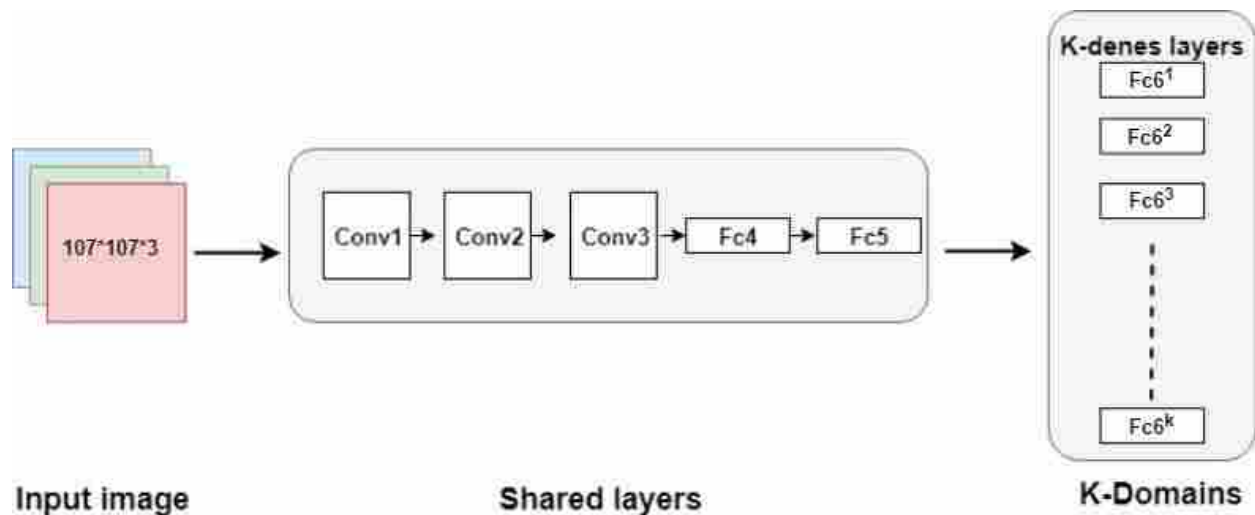 K-denes layers
Fc6¹
Fc6²
Fc6³
Fc6ᵏ
107*107*3
Conv1
Conv2
Conv3
Fc4
Fc5
Input image
Shared layers
K-Domains